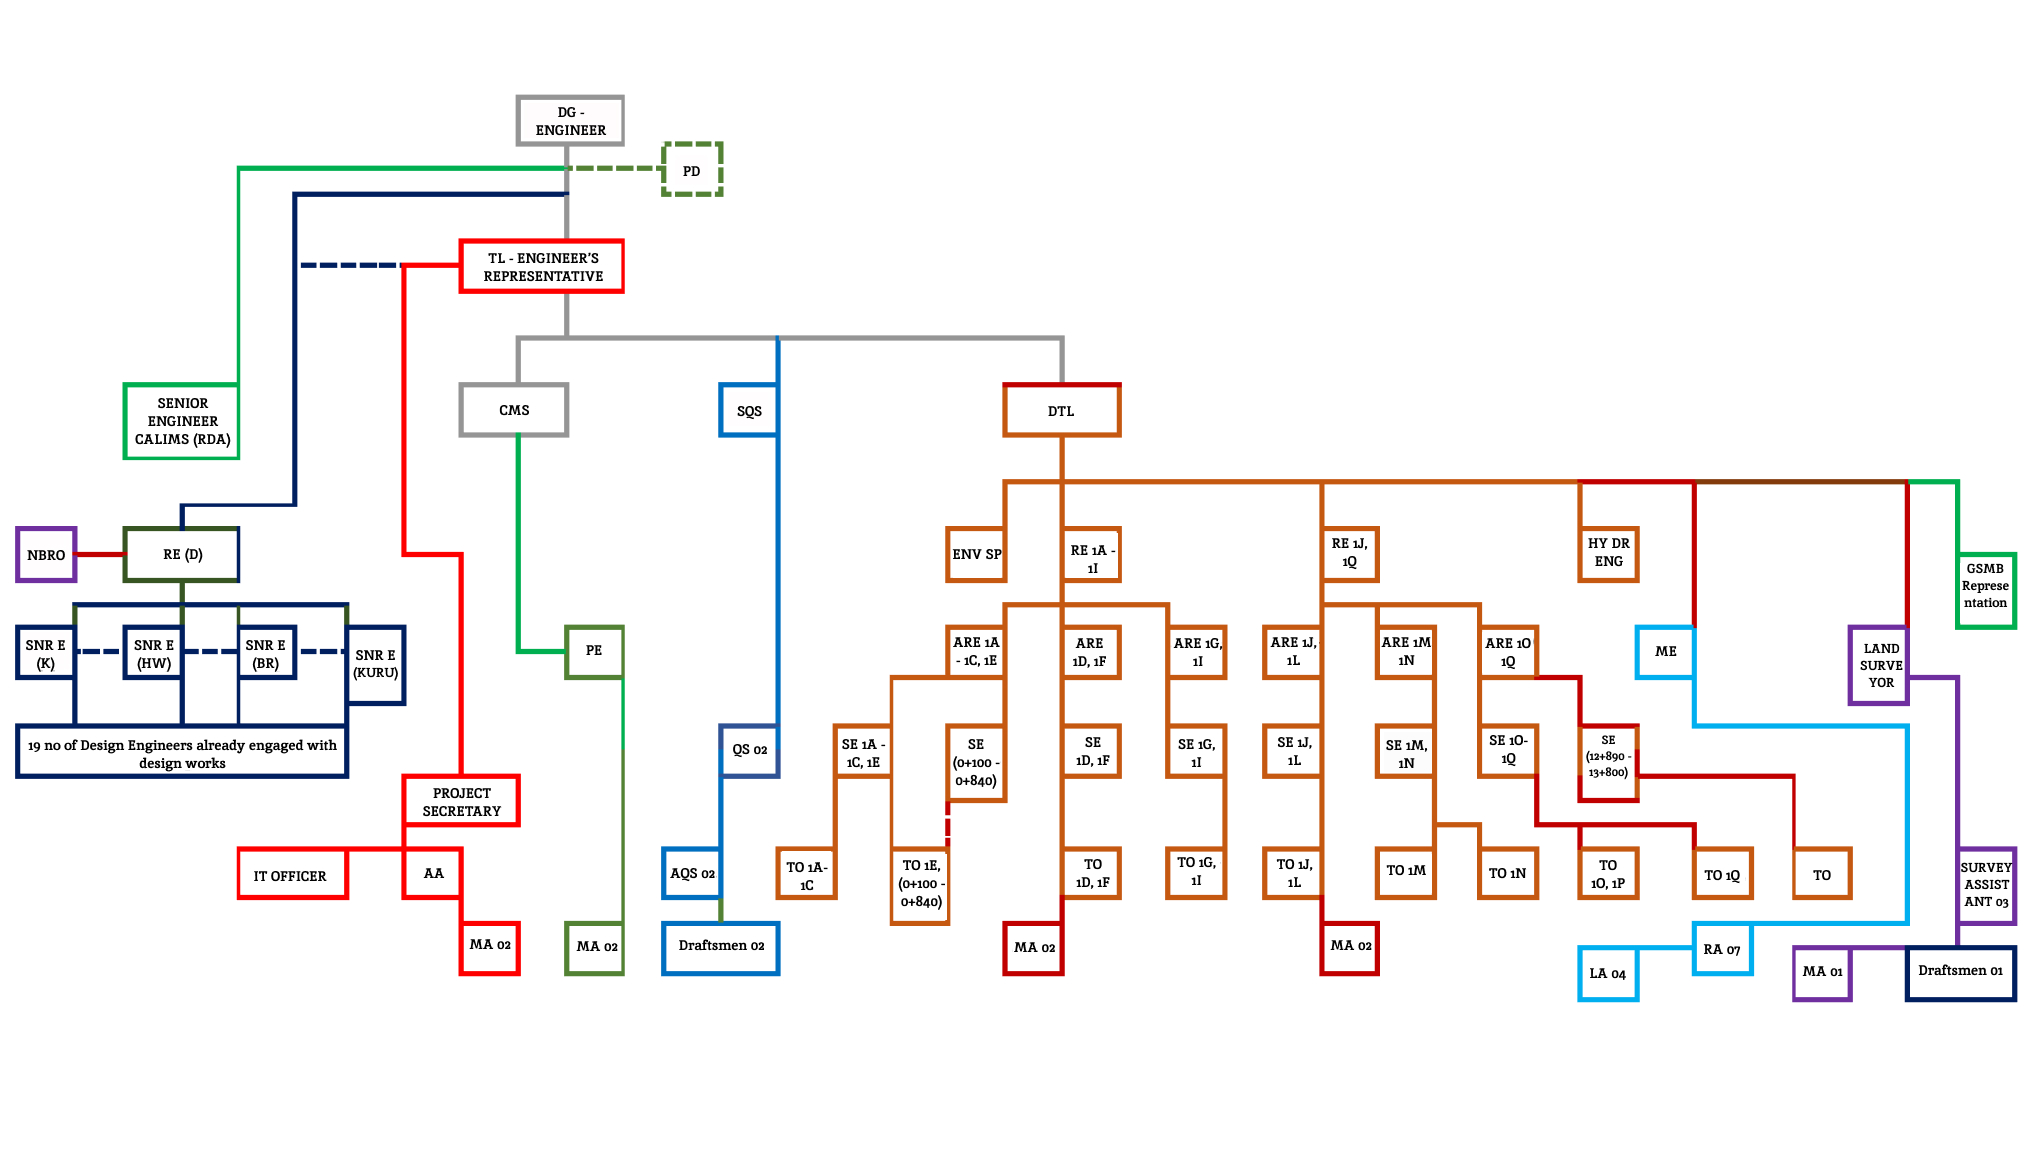 DG -
ENGINEER
PD
TL - ENGINEER'S
REPRESENTATIVE
SENIOR
ENGINEER
CALIMS (RDA)
CMS
SQS
DTL
NBRO
RE (D)
ENV SP
RE 1A -
1I
RE 1J,
1Q
HY DR
ENG
GSMB
Represe
ntation
SNR E
(K)
SNR E
(HW)
SNR E
(BR)
SNR E
(KURU)
PE
ARE 1A
- 1C, 1E
ARE
1D, 1F
ARE 1G,
1I
ARE 1J,
1L
ARE 1M
1N
ARE 1O
1Q
ME
LAND
SURVE
YOR
19 no of Design Engineers already engaged with
design works
QS 02
SE 1A -
1C, 1E
SE
(0+100 -
0+840)
SE
1D, 1F
SE 1G,
1I
SE 1J,
1L
SE 1M,
1N
SE 1O-
1Q
SE
(12+890 -
13+800)
PROJECT
SECRETARY
IT OFFICER
AA
AQS 02
TO 1A-
1C
TO 1E,
(0+100 -
0+840)
TO
1D, 1F
TO 1G,
1I
TO 1J,
1L
TO 1M
TO 1N
TO
1O, 1P
TO 1Q
TO
SURVEY
ASSIST
ANT 03
MA 02
MA 02
Draftsmen 02
MA 02
MA 02
LA 04
RA 07
MA 01
Draftsmen 01